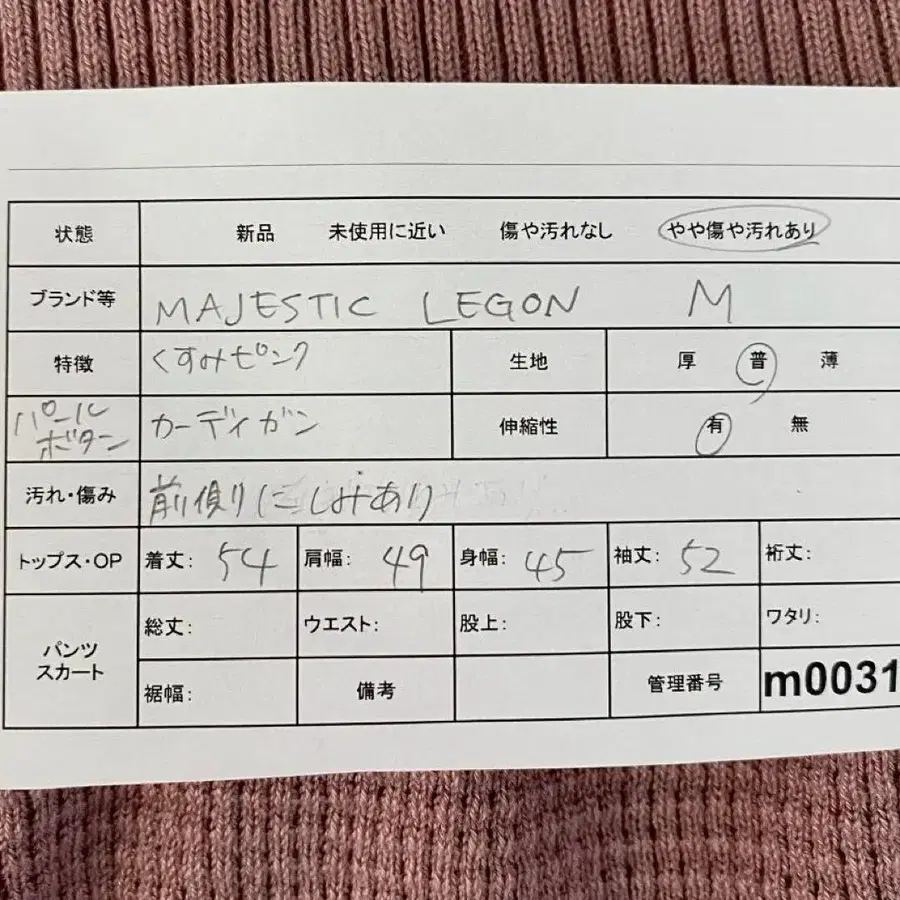 状態 新品 未使用に近い 傷や汚れなし やや傷や汚れあり
ブランド等 MAJESTIC LEGON M
特徴 くすみピンク 生地 厚 普 薄
パールボタン カーディガン 伸縮性 有 無
汚れ・傷み 前側にしみあり
トップス・OP 着丈: 54 肩幅: 49 身幅: 45 袖丈: 52 裄丈:
パンツ スカート 総丈: ウエスト: 股上: 股下: ワタリ:
裾幅: 備考 管理番号 m0031